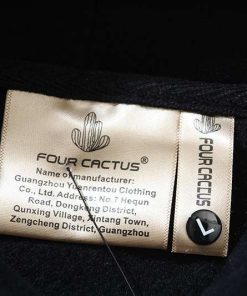 FOUR CACTUS®
Name of manufacturer:
Guangzhou Yuanrentou Clothing
Co., Ltd. Address: No.7 Hequn
Road, Dongkeng District,
Qunxing Village, Xintang Town,
Zengcheng District, Guangzhou
FOUR CACTUS
L